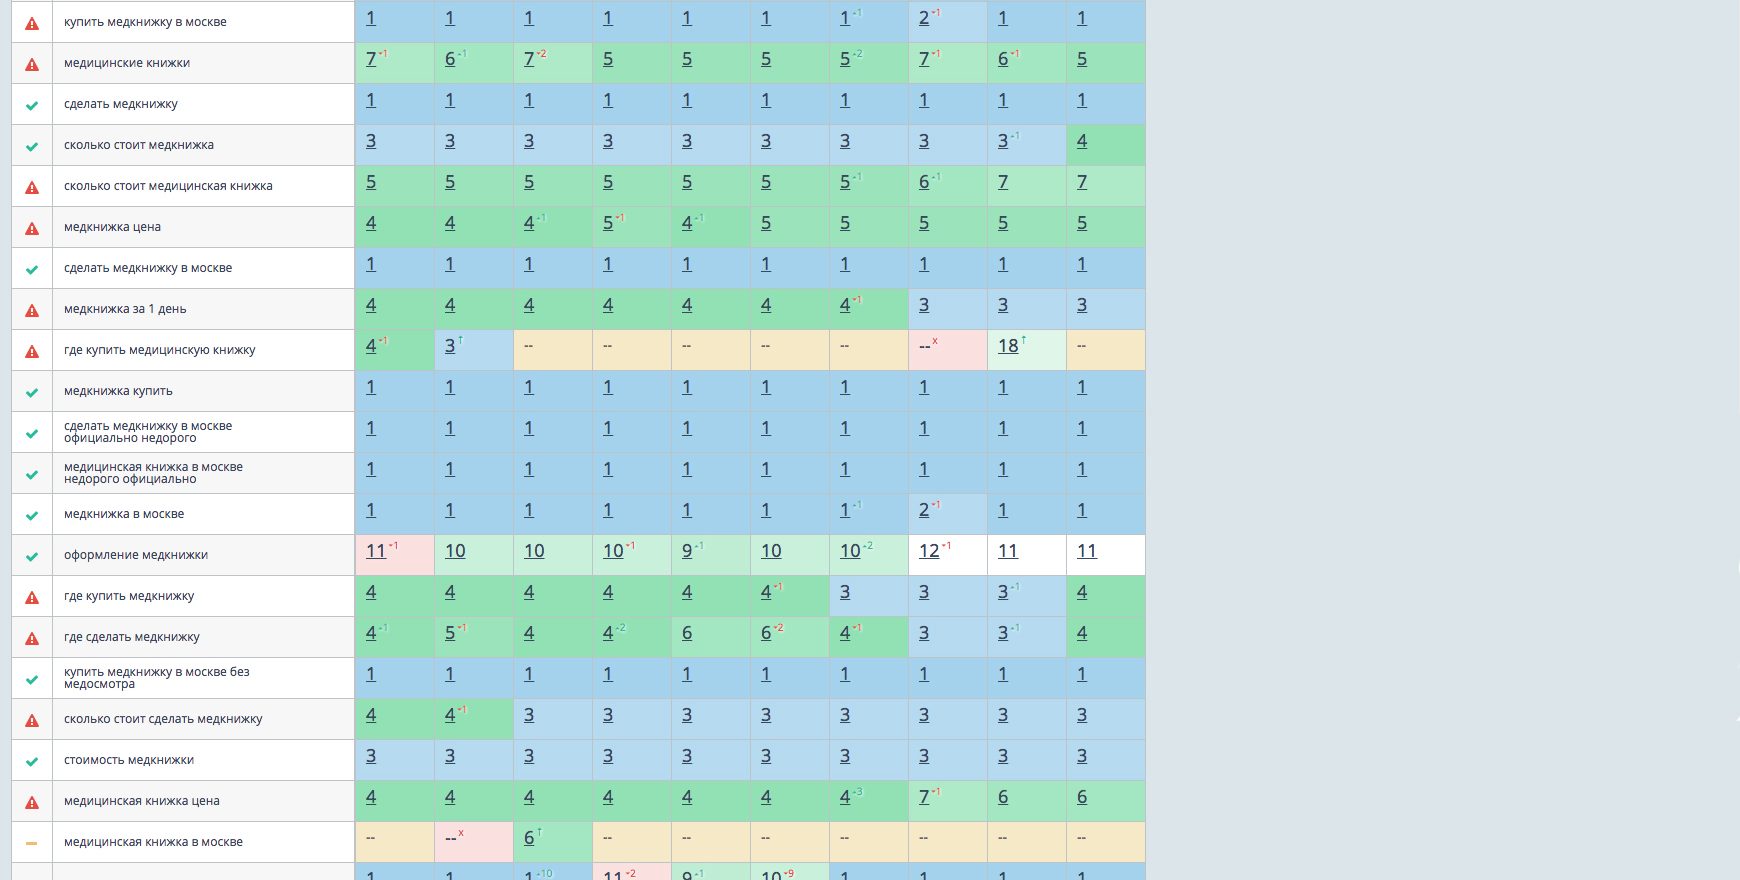 купить медкнижку в москве 1 1 1 1 1 1 1 1 2 1 1 1
медицинские книжки 7 1 6 1 7 2 5 5 5 5 2 7 1 6 1 5
сделать медкнижку 1 1 1 1 1 1 1 1 1 1
сколько стоит медкнижка 3 3 3 3 3 3 3 3 3 1 4
сколько стоит медицинская книжка 5 5 5 5 5 5 5 1 6 1 7 7
медкнижка цена 4 4 4 1 5 1 4 1 5 5 5 5 5
сделать медкнижку в москве 1 1 1 1 1 1 1 1 1 1
медкнижка за 1 день 4 4 4 4 4 4 4 1 3 3 3
где купить медицинскую книжку 4 1 3 ↑ -- -- -- -- -- -- x 18 ↑ --
медкнижка купить 1 1 1 1 1 1 1 1 1 1
сделать медкнижку в москве
официально недорого 1 1 1 1 1 1 1 1 1 1
медицинская книжка в москве
недорого официально 1 1 1 1 1 1 1 1 1 1
медкнижка в москве 1 1 1 1 1 1 1 1 2 1 1 1
оформление медкнижки 11 1 10 10 10 1 9 1 10 10 2 12 1 11 11
где купить медкнижку 4 4 4 4 4 4 1 3 3 3 1 4
где сделать медкнижку 4 1 5 1 4 4 2 6 6 2 4 1 3 3 1 4
купить медкнижку в москве без
медосмотра 1 1 1 1 1 1 1 1 1 1
сколько стоит сделать медкнижку 4 4 1 3 3 3 3 3 3 3 3
стоимость медкнижки 3 3 3 3 3 3 3 3 3 3
медицинская книжка цена 4 4 4 4 4 4 4 3 7 1 6 6
медицинская книжка в москве -- -- x 6 ↑ -- -- -- -- -- -- --
1 1 1 10 11 2 9 1 10 9 1 1 1 1